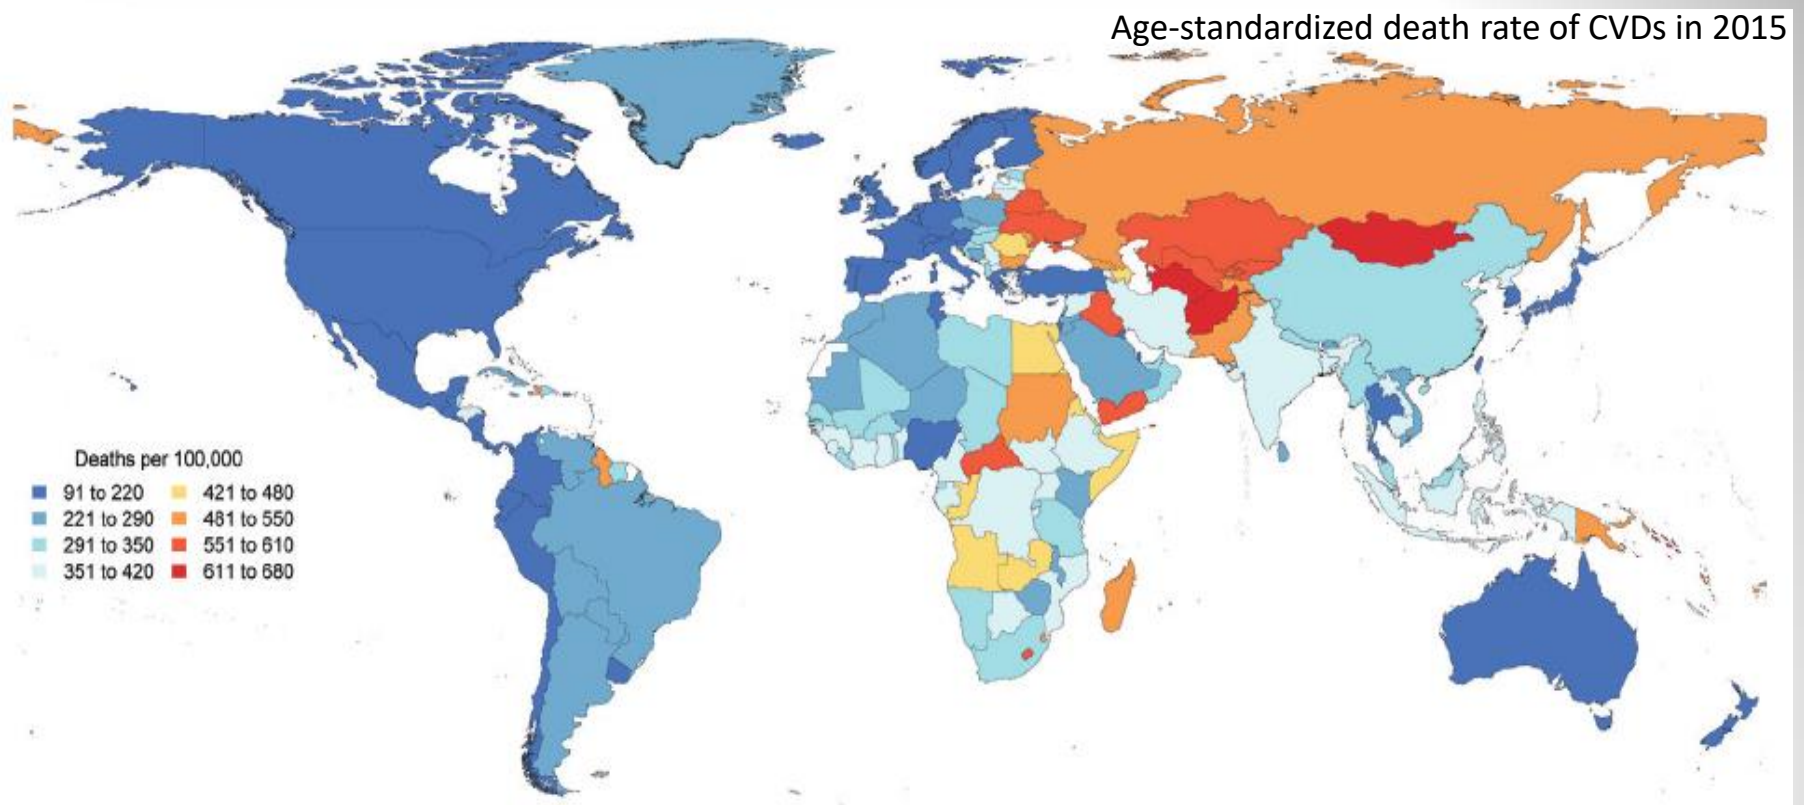 Age-standardized death rate of CVDs in 2015
Deaths per 100,000
91 to 220 421 to 480
221 to 290 481 to 550
291 to 350 551 to 610
351 to 420 611 to 680